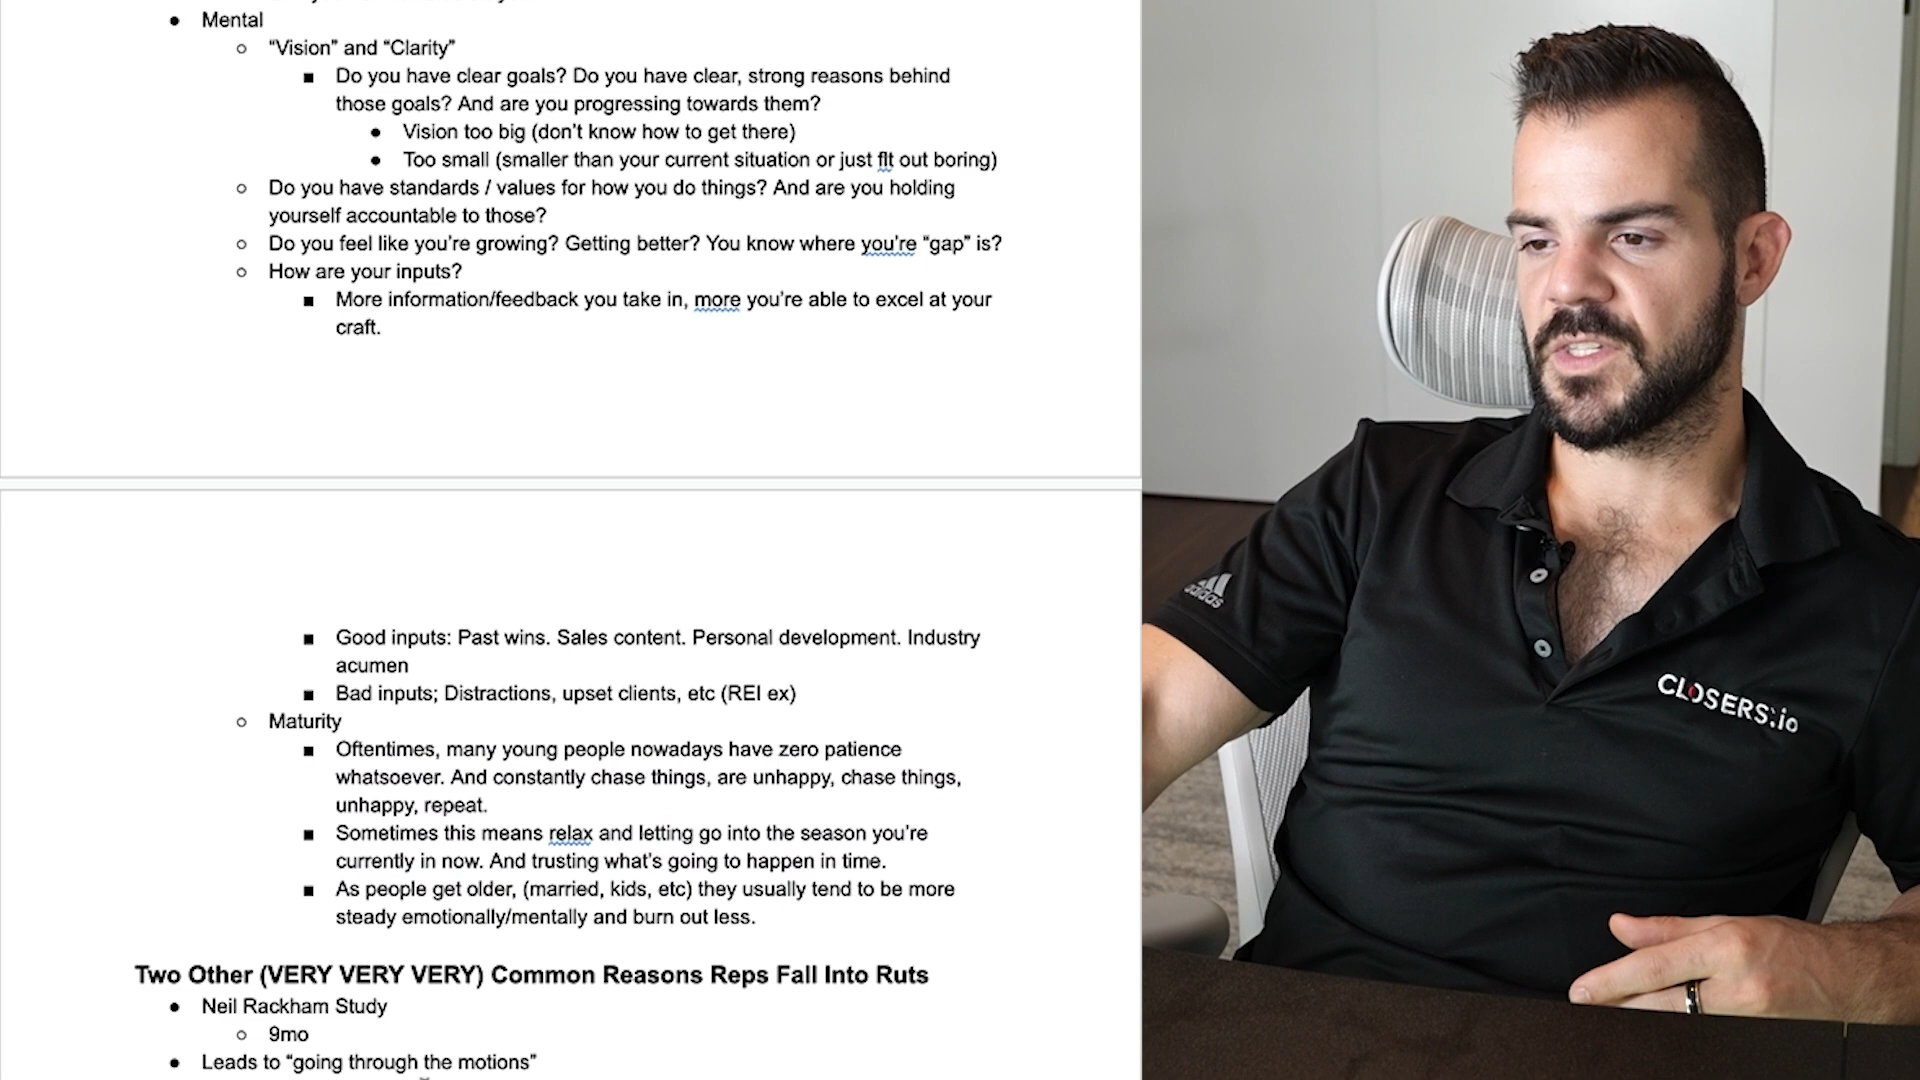 ● Mental
○ “Vision” and “Clarity”
■ Do you have clear goals? Do you have clear, strong reasons behind
those goals? And are you progressing towards them?
● Vision too big (don’t know how to get there)
● Too small (smaller than your current situation or just flt out boring)
○ Do you have standards / values for how you do things? And are you holding
yourself accountable to those?
○ Do you feel like you’re growing? Getting better? You know where you’re “gap” is?
○ How are your inputs?
■ More information/feedback you take in, more you’re able to excel at your
craft.
■ Good inputs: Past wins. Sales content. Personal development. Industry
acumen
■ Bad inputs; Distractions, upset clients, etc (REI ex)
○ Maturity
■ Oftentimes, many young people nowadays have zero patience
whatsoever. And constantly chase things, are unhappy, chase things,
unhappy, repeat.
■ Sometimes this means relax and letting go into the season you’re
currently in now. And trusting what’s going to happen in time.
■ As people get older, (married, kids, etc) they usually tend to be more
steady emotionally/mentally and burn out less.
Two Other (VERY VERY VERY) Common Reasons Reps Fall Into Ruts
● Neil Rackham Study
○ 9mo
● Leads to “going through the motions”
adidas
CLOSERS.io